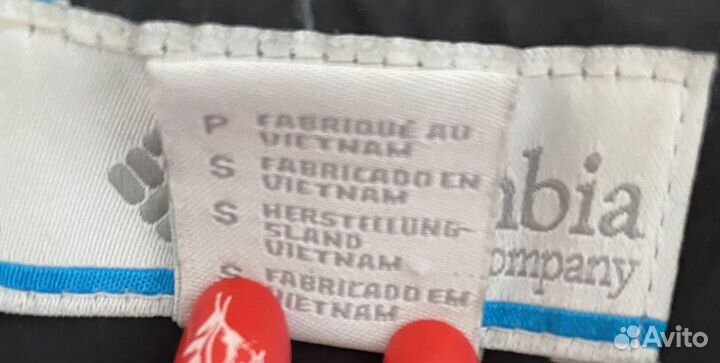 P FABRIQUÉ AU
VIETNAM
S FABRICADO EN
VIETNAM
S HERSTELLUNG-
SLAND
VIETNAM
S FABRICADO EM
VIETNAM
mbia
ompany
Avito